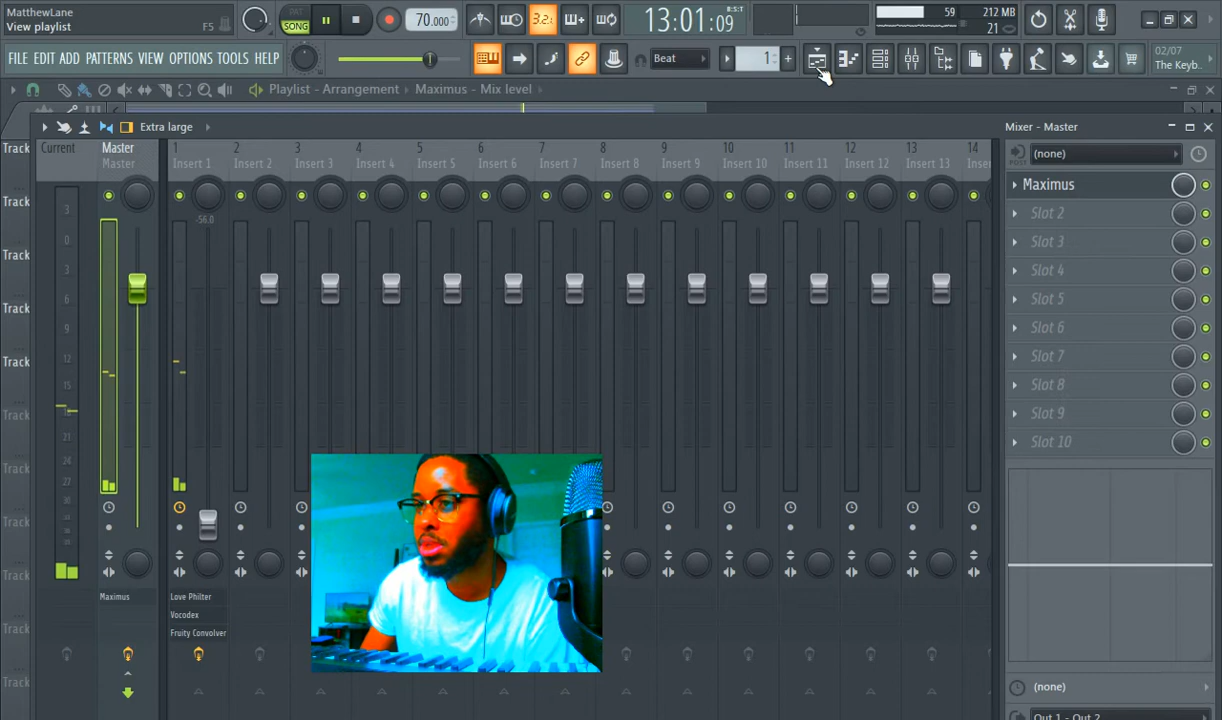 MatthewLane
View playlist F5
PAT
SONG
70.000
3.2.
13:01:09
B:S:T
59
212 MB
21
FILE EDIT ADD PATTERNS VIEW OPTIONS TOOLS HELP
Beat
1
02/07
The Keyb..
Playlist - Arrangement
Maximus - Mix level
Extra large
Mixer - Master
Track
Current
Master
Master
1 2 3 4 5 6 7 8 9 10 11 12 13 14
Insert 1 Insert 2 Insert 3 Insert 4 Insert 5 Insert 6 Insert 7 Insert 8 Insert 9 Insert 10 Insert 11 Insert 12 Insert 13 Inser
(none)
POST
Maximus
Track
-56.0
3
Slot 2
0
Slot 3
Track
3
Slot 4
6
Slot 5
Track
9
Slot 6
12
Slot 7
Track
15
Slot 8
Slot 9
Track
21
Slot 10
24
Track
27
30
Track
Track
Maximus
Love Philter
Vocodex
Track
Fruity Convolver
Track
(none)
Out 1 - Out 2